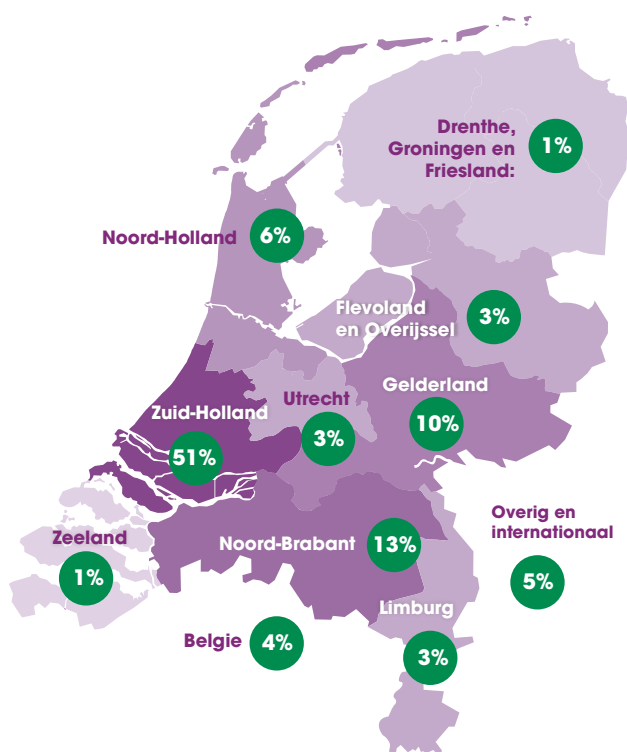 Drenthe,
Groningen en
Friesland:
1%
Noord-Holland
6%
Flevoland
en Overijssel
3%
Gelderland
10%
Utrecht
3%
Zuid-Holland
51%
Overig en
internationaal
5%
Zeeland
1%
Noord-Brabant
13%
Limburg
3%
Belgie
4%